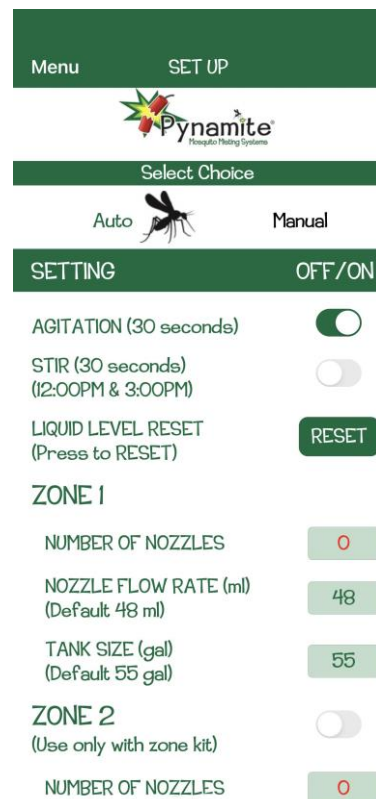 Menu SET UP
Pynamite®
Mosquito Misting Systems
Select Choice
Auto Manual
SETTING OFF/ON
AGITATION (30 seconds)
STIR (30 seconds)
(12:00PM & 3:00PM)
LIQUID LEVEL RESET
(Press to RESET)
RESET
ZONE 1
NUMBER OF NOZZLES 0
NOZZLE FLOW RATE (ml)
(Default 48 ml)
48
TANK SIZE (gal)
(Default 55 gal)
55
ZONE 2
(Use only with zone kit)
NUMBER OF NOZZLES 0